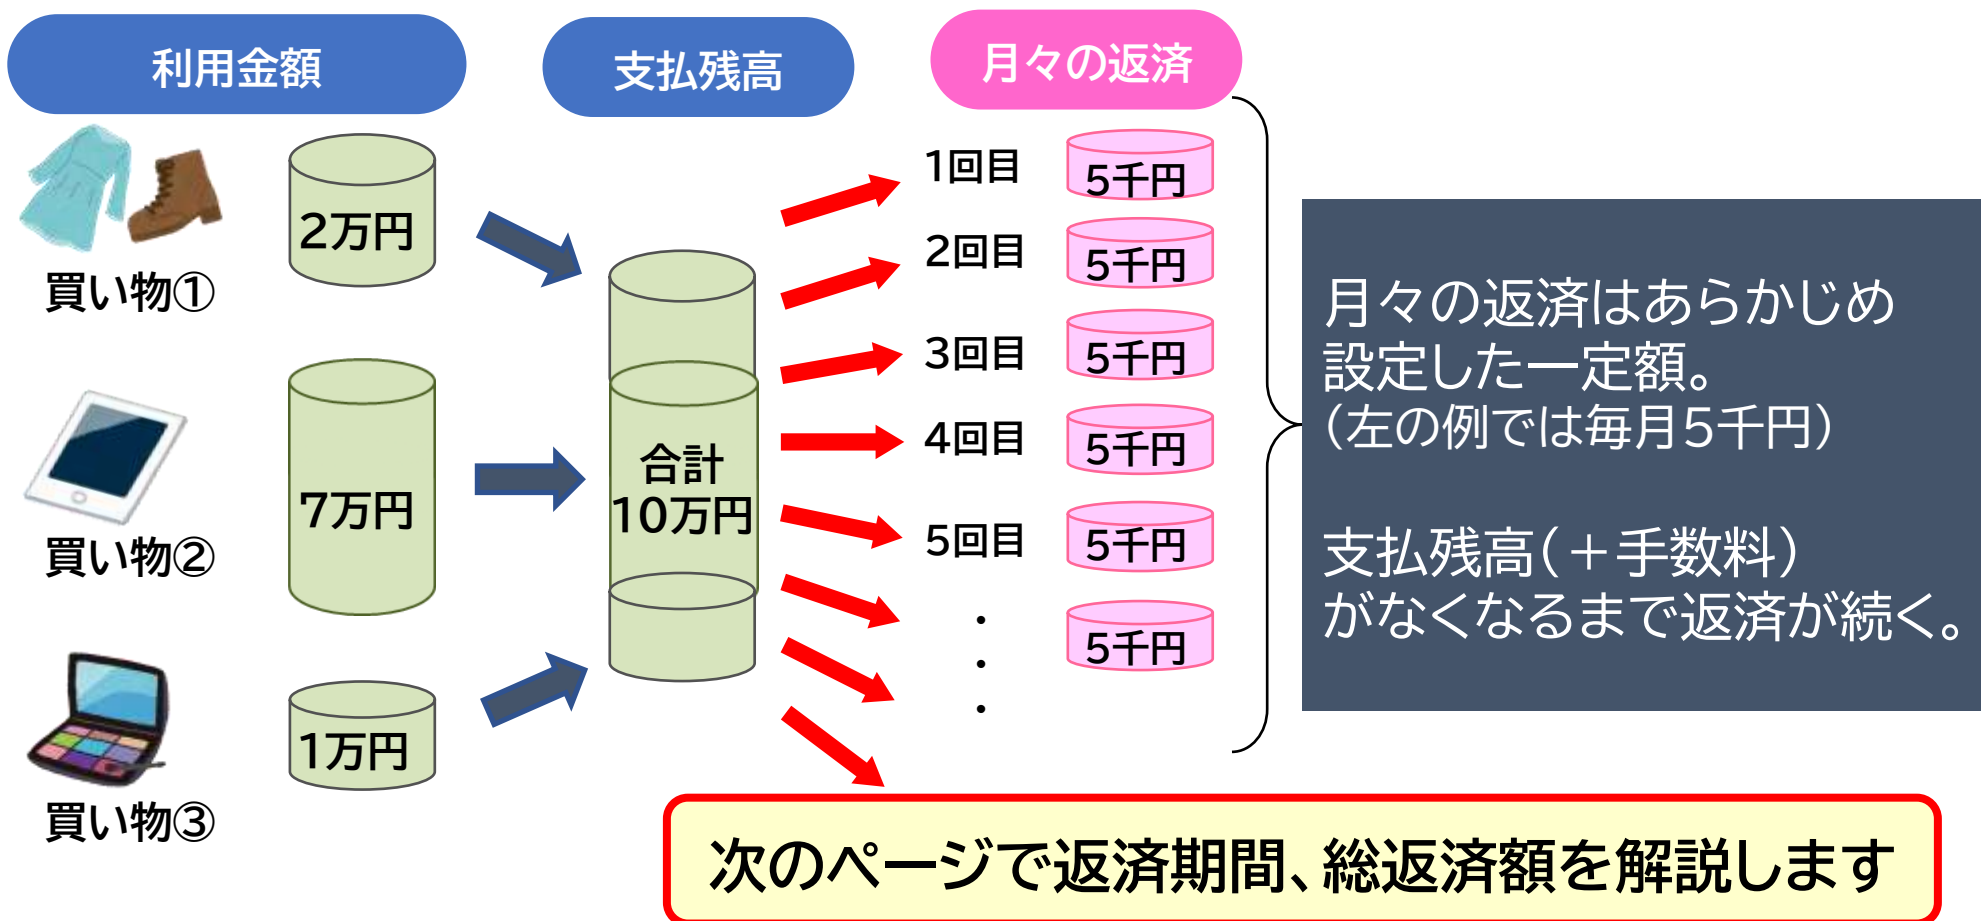 利用金額
支払残高
月々の返済
2万円
買い物①
7万円
買い物②
1万円
買い物③
合計
10万円
1回目
5千円
2回目
5千円
3回目
5千円
4回目
5千円
5回目
5千円
・
・
・
5千円
月々の返済はあらかじめ
設定した一定額。
(左の例では毎月5千円)
支払残高(+手数料)
がなくなるまで返済が続く。
次のページで返済期間、総返済額を解説します